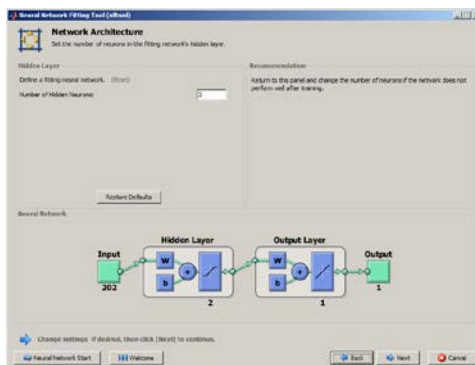 Neural Network Fitting Tool (nftool)
Network Architecture
Set the number of neurons in the fitting network's hidden layer.
Hidden Layer
Define a fitting neural network. (fitnet)
Number of Hidden Neurons:
2
Restore Defaults
Recommendation
Return to this panel and change the number of neurons if the network does not
perform well after training.
Neural Network
Hidden Layer
Output Layer
Input
Output
W
b
+
W
b
+
202
2
1
1
Change settings if desired, then click [Next] to continue.
Neural Network Start
Welcome
Back
Next
Cancel